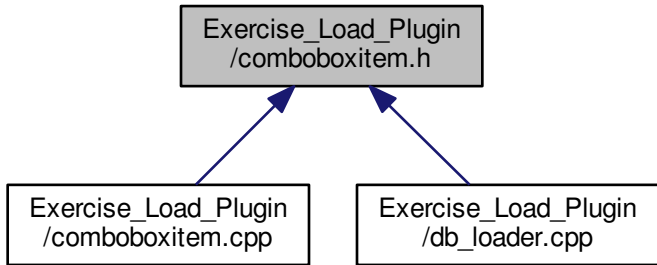 Exercise_Load_Plugin
/comboboxitem.h
Exercise_Load_Plugin
/comboboxitem.cpp
Exercise_Load_Plugin
/db_loader.cpp